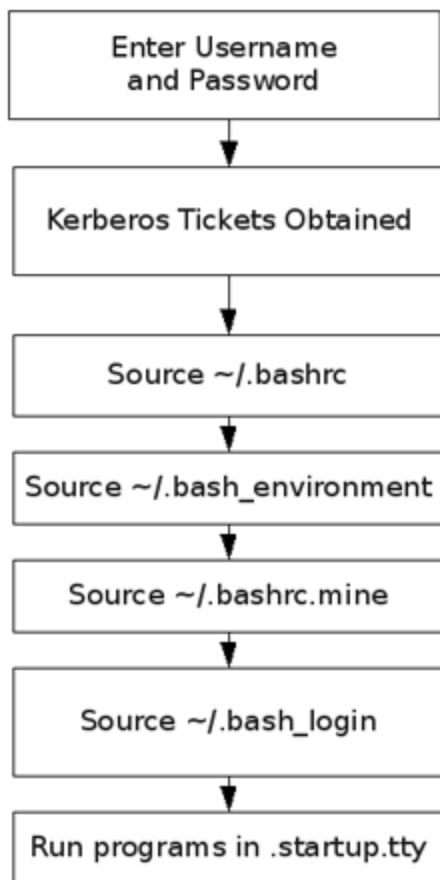 Enter Username
and Password
Kerberos Tickets Obtained
Source ~/.bashrc
Source ~/.bash_environment
Source ~/.bashrc.mine
Source ~/.bash_login
Run programs in .startup.tty